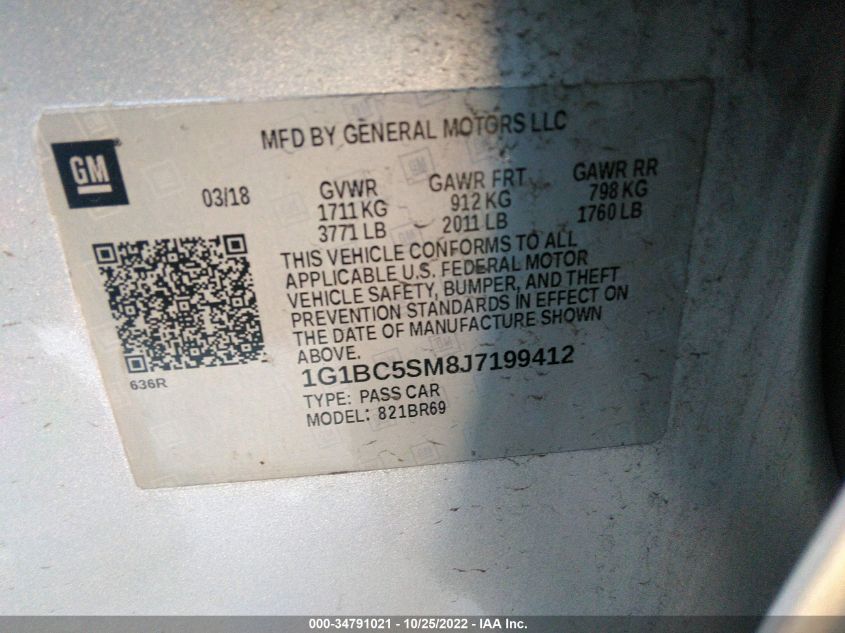 MFD BY GENERAL MOTORS LLC
GM
03/18
GVWR GAWR FRT GAWR RR
1711 KG 912 KG 798 KG
3771 LB 2011 LB 1760 LB
THIS VEHICLE CONFORMS TO ALL
APPLICABLE U.S. FEDERAL MOTOR
VEHICLE SAFETY, BUMPER, AND THEFT
PREVENTION STANDARDS IN EFFECT ON
THE DATE OF MANUFACTURE SHOWN
ABOVE.
636R
1G1BC5SM8J7199412
TYPE: PASS CAR
MODEL: 821BR69
000-34791021 - 10/25/2022 - IAA Inc.